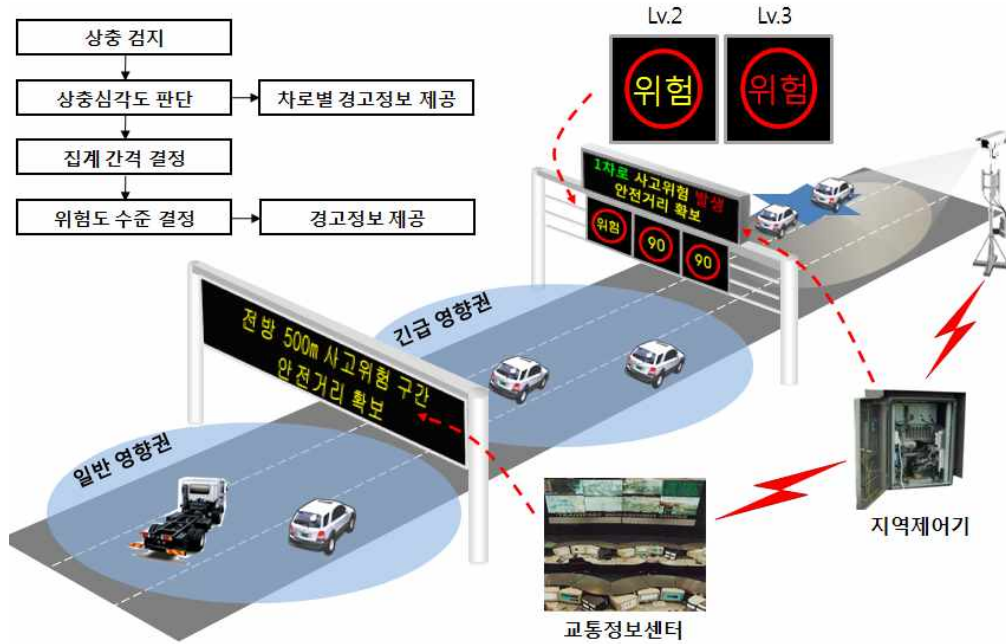 상충 검지
상충심각도 판단
차로별 경고정보 제공
집계 간격 결정
위험도 수준 결정
경고정보 제공
Lv.2
Lv.3
위험
위험
1차로 사고위험 발생
안전거리 확보
위험
90
90
긴급 영향권
전방 500m 사고위험 구간
안전거리 확보
일반 영향권
지역제어기
교통정보센터